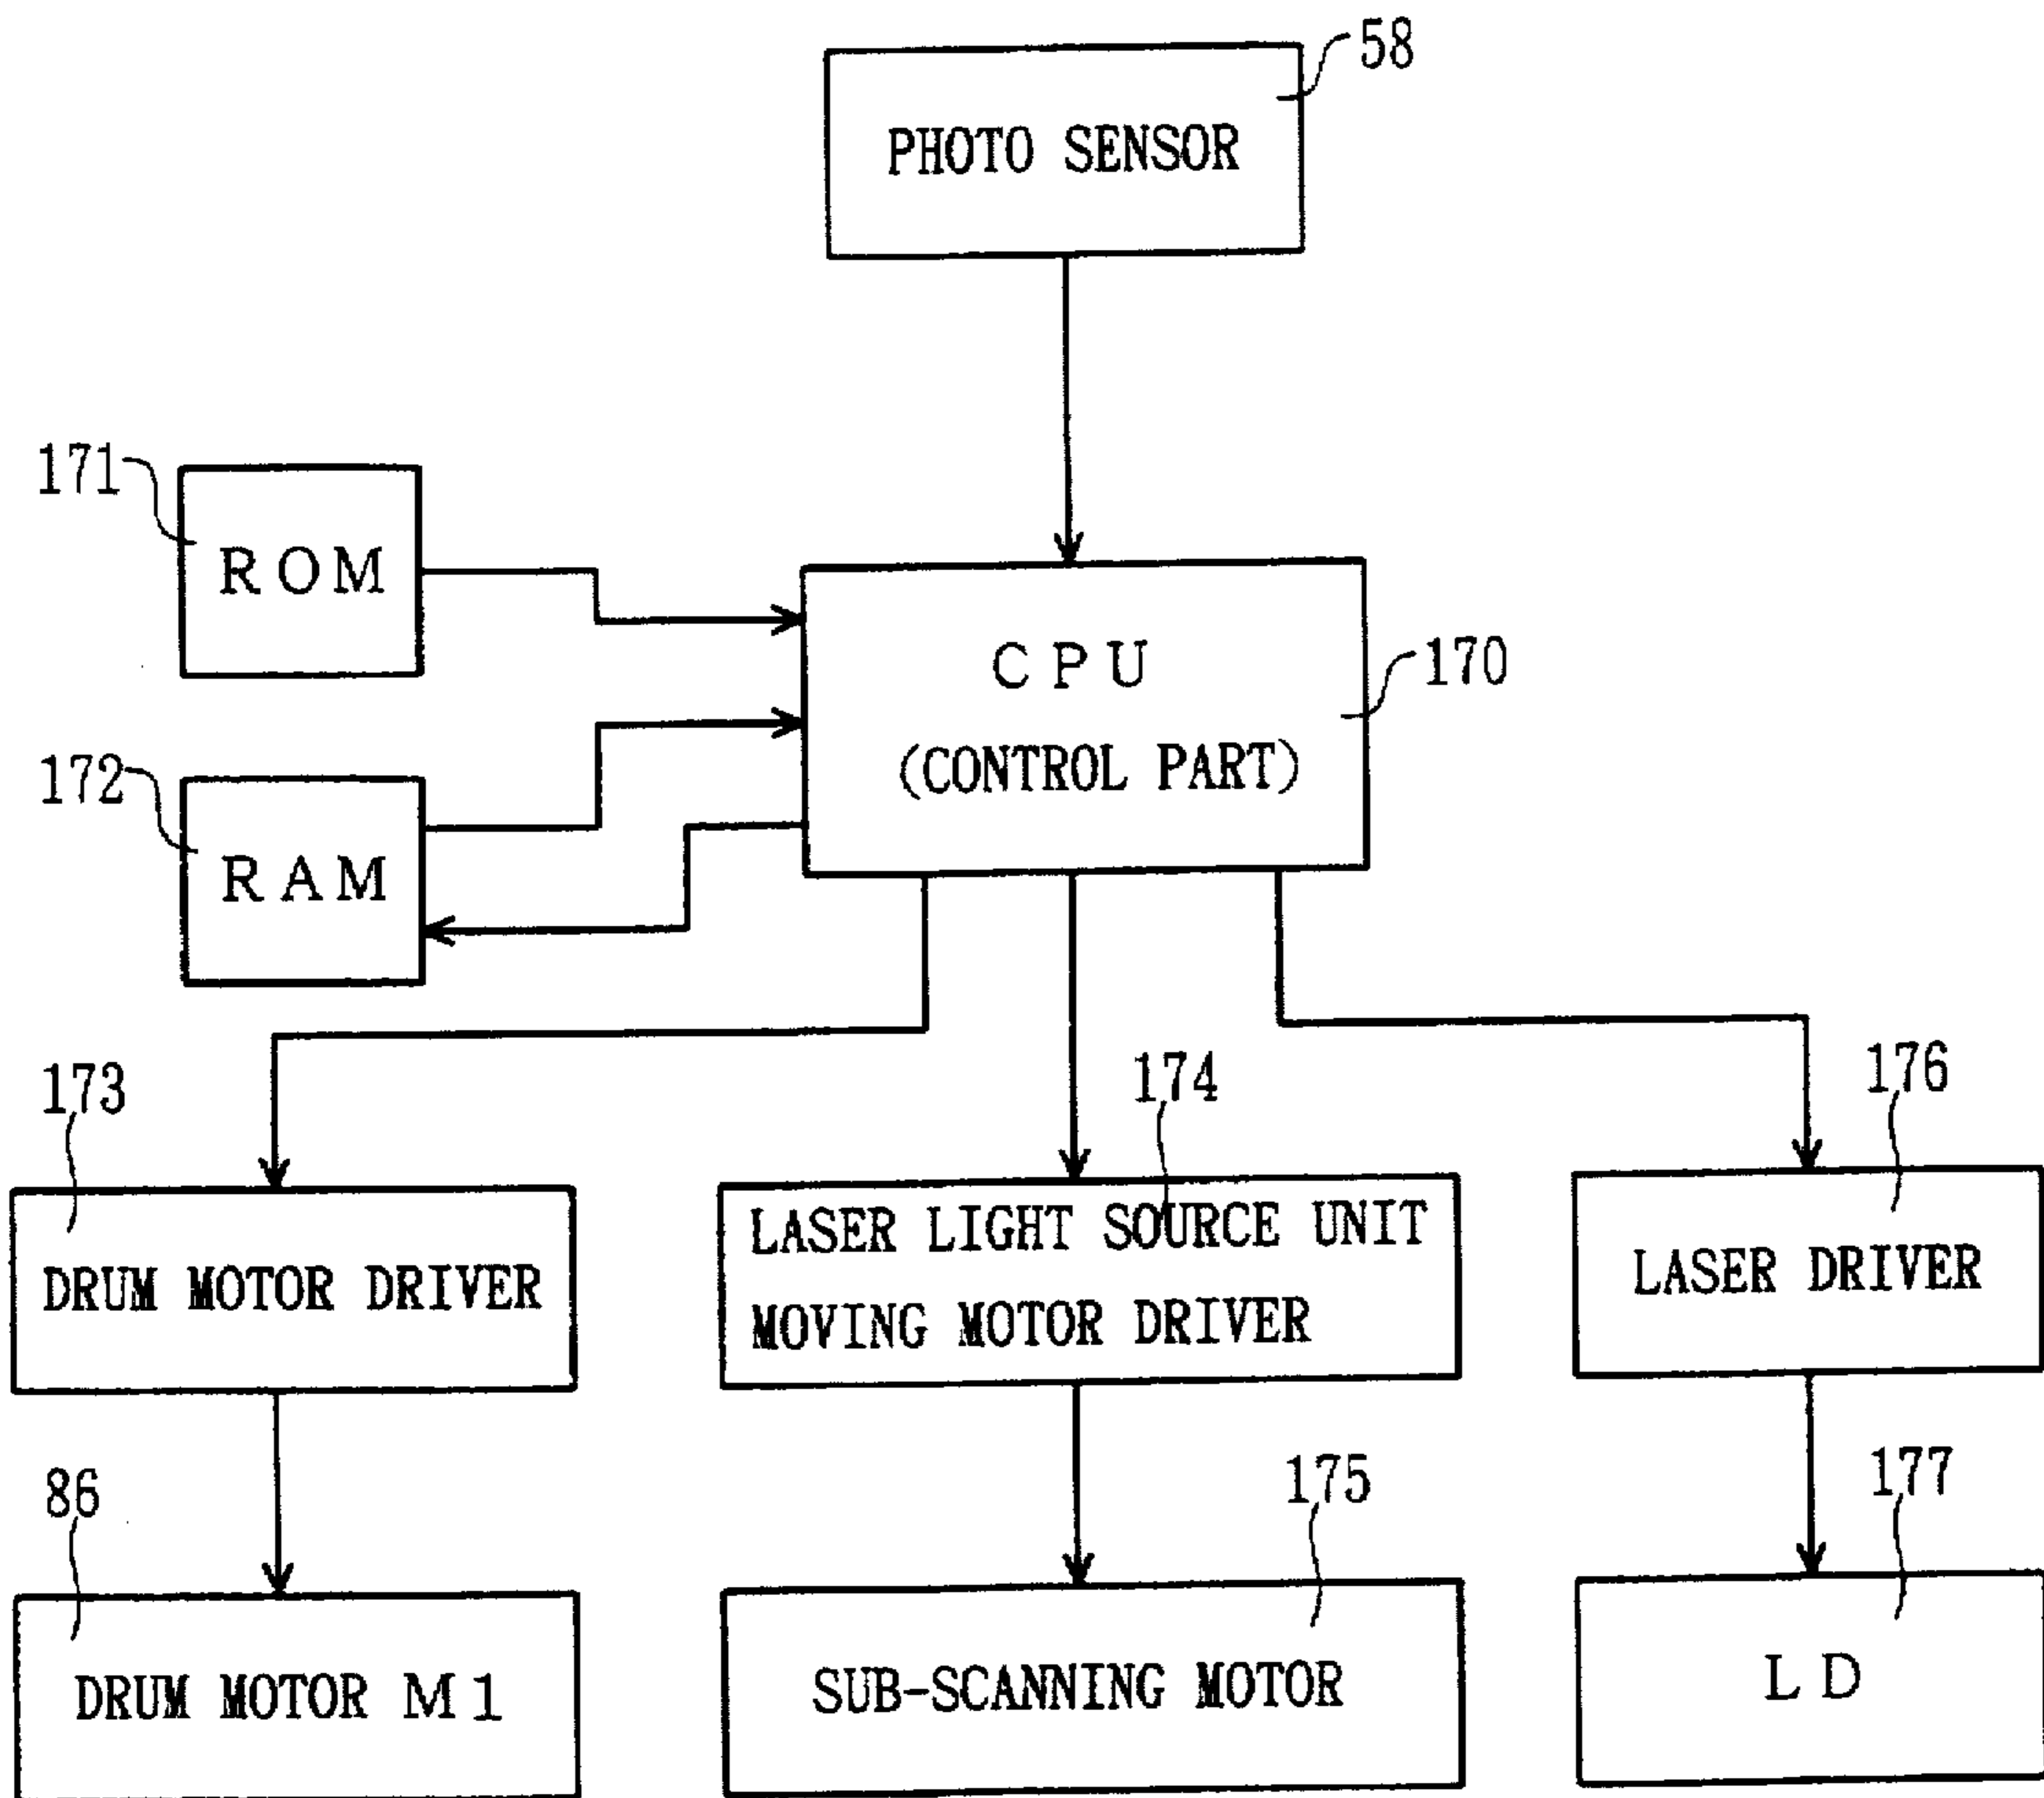 58
PHOTO SENSOR
171
ROM
CPU
(CONTROL PART)
170
172
RAM
173
174
176
DRUM MOTOR DRIVER
LASER LIGHT SOURCE UNIT
MOVING MOTOR DRIVER
LASER DRIVER
86
175
177
DRUM MOTOR M1
SUB-SCANNING MOTOR
LD